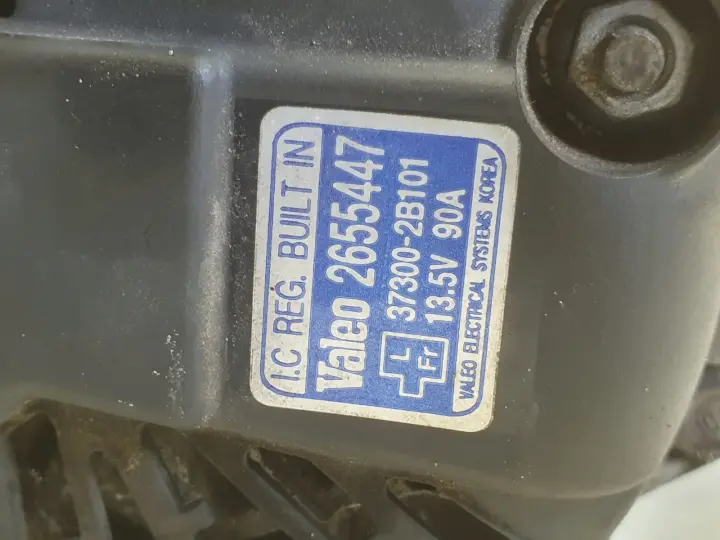 I.C REG. BUILT IN
Valeo 2655447
L 37300-2B101
Fr 13.5V 90A
VALEO ELECTRICAL SYSTEMS KOREA